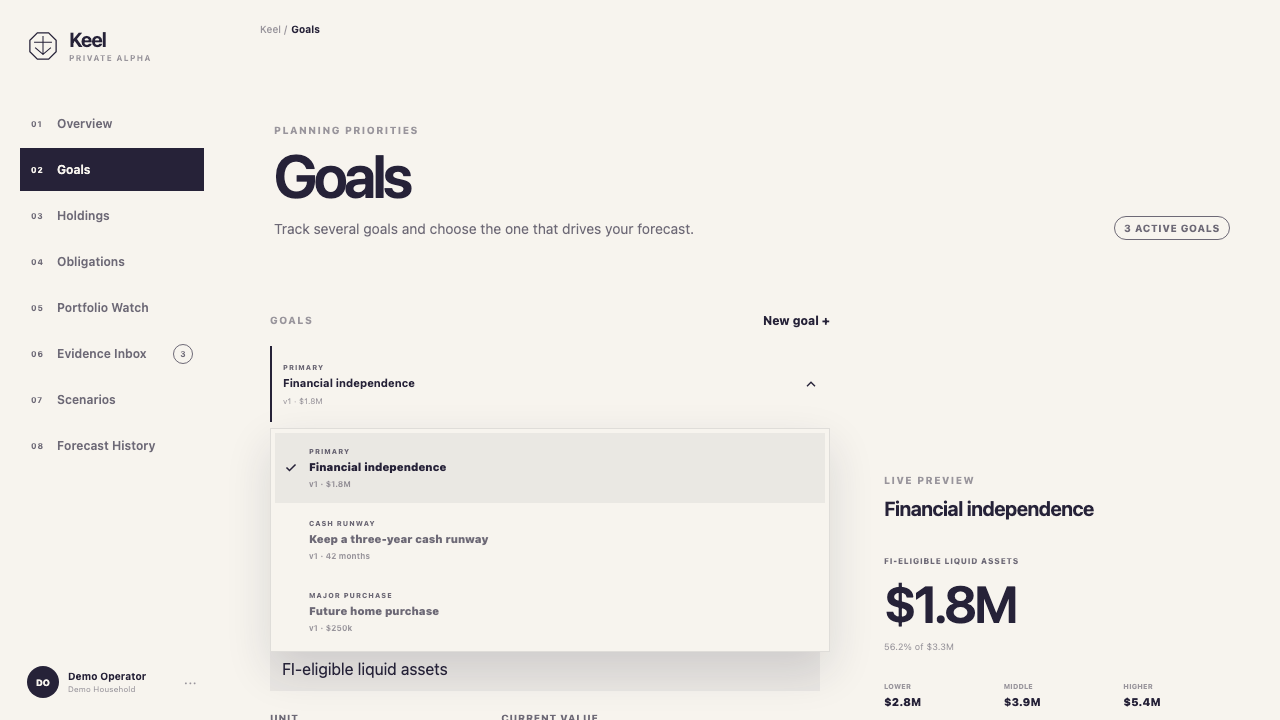 Keel
PRIVATE ALPHA
01 Overview
02 Goals
03 Holdings
04 Obligations
05 Portfolio Watch
06 Evidence Inbox 3
07 Scenarios
08 Forecast History
DO
Demo Operator
Demo Household
...
Keel / Goals
PLANNING PRIORITIES
Goals
Track several goals and choose the one that drives your forecast.
3 ACTIVE GOALS
GOALS
New goal +
PRIMARY
Financial independence
v1 · $1.8M
PRIMARY
Financial independence
v1 · $1.8M
CASH RUNWAY
Keep a three-year cash runway
v1 · 42 months
MAJOR PURCHASE
Future home purchase
v1 · $250k
FI-eligible liquid assets
UNIT
CURRENT VALUE
LIVE PREVIEW
Financial independence
FI-ELIGIBLE LIQUID ASSETS
$1.8M
56.2% of $3.3M
LOWER MIDDLE HIGHER
$2.8M $3.9M $5.4M